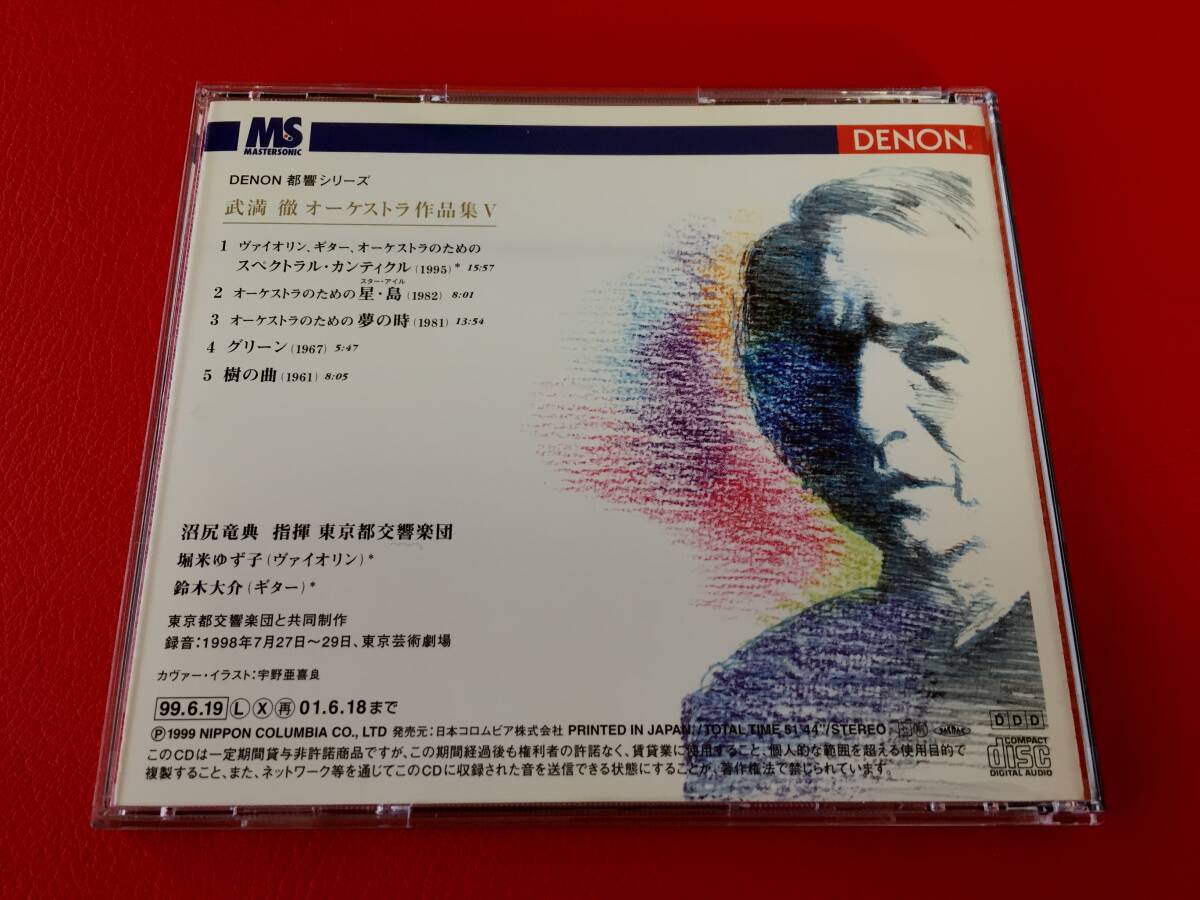 MS
MASTERSONIC
DENON
DENON 都響シリーズ
武満 徹 オーケストラ作品集 V
1 ヴァイオリン、ギター、オーケストラのための
スペクトラル・カンティクル (1995) * 15:57
スター・アイル
2 オーケストラのための 星・島 (1982) 8:01
3 オーケストラのための 夢の時 (1981) 13:54
4 グリーン (1967) 5:47
5 樹の曲 (1961) 8:05
沼尻竜典 指揮 東京都交響楽団
堀米ゆず子 (ヴァイオリン) *
鈴木大介 (ギター) *
東京都交響楽団と共同制作
録音:1998年7月27日〜29日、東京芸術劇場
カヴァー・イラスト:宇野亜喜良
99.6.19 Ⓛ Ⓧ ㊢ 01.6.18まで
Ⓟ1999 NIPPON COLUMBIA CO., LTD 発売元:日本コロムビア株式会社 PRINTED IN JAPAN/TOTAL TIME 51'44"/STEREO
このCDは一定期間貸与非許諾商品ですが、この期間経過後も権利者の許諾なく、賃貸業に使用すること、個人的な範囲を超える使用目的で
複製すること、また、ネットワーク等を通じてこのCDに収録された音を送信できる状態にすることが、著作権法で禁じられています。
DDD
COMPACT
disc
DIGITAL AUDIO